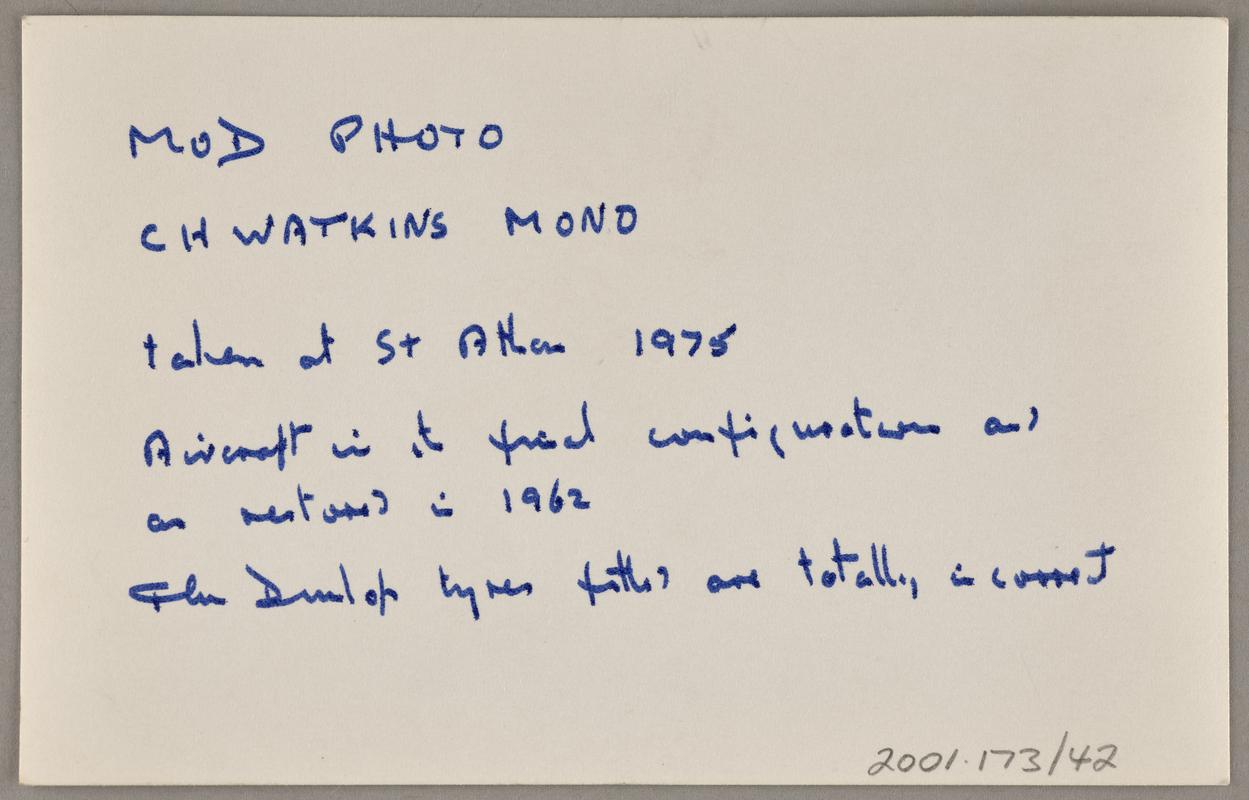 MOD PHOTO
CH WATKINS MONO
taken at St Athan 1975
Aircraft in its final configuration and
as restored in 1962
The Dunlop tyres fitted are totally incorrect
2001.173/42